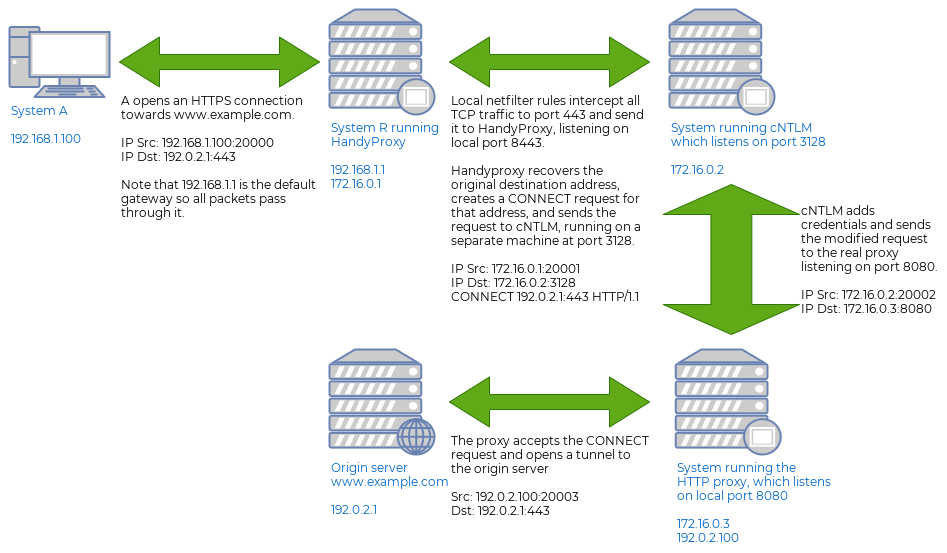 System A
192.168.1.100
A opens an HTTPS connection
towards www.example.com.
IP Src: 192.168.1.100:20000
IP Dst: 192.0.2.1:443
Note that 192.168.1.1 is the default
gateway so all packets pass
through it.
System R running
HandyProxy
192.168.1.1
172.16.0.1
Local netfilter rules intercept all
TCP traffic to port 443 and send
it to HandyProxy, listening on
local port 8443.
Handyproxy recovers the
original destination address,
creates a CONNECT request for
that address, and sends the
request to cNTLM, running on a
separate machine at port 3128.
IP Src: 172.16.0.1:20001
IP Dst: 172.16.0.2:3128
CONNECT 192.0.2.1:443 HTTP/1.1
System running cNTLM
which listens on port 3128
172.16.0.2
cNTLM adds
credentials and sends
the modified request
to the real proxy
listening on port 8080.
IP Src: 172.16.0.2:20002
IP Dst: 172.16.0.3:8080
Origin server
www.example.com
192.0.2.1
The proxy accepts the CONNECT
request and opens a tunnel to
the origin server
Src: 192.0.2.100:20003
Dst: 192.0.2.1:443
System running the
HTTP proxy, which listens
on local port 8080
172.16.0.3
192.0.2.100